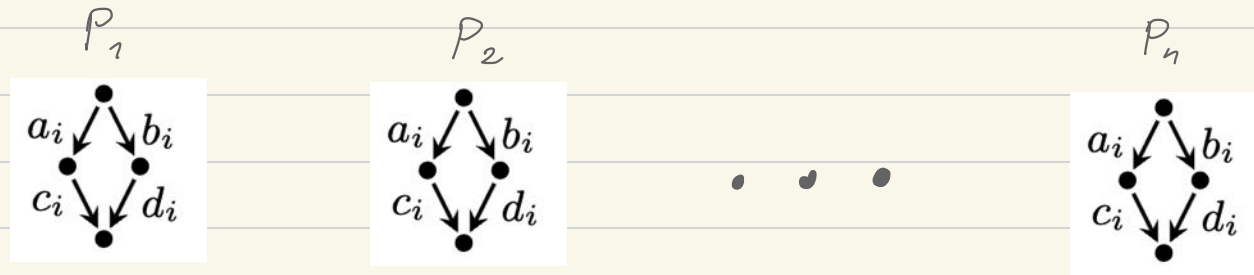 P₁ P₂ Pₙ
aᵢ bᵢ aᵢ bᵢ aᵢ bᵢ
cᵢ dᵢ cᵢ dᵢ cᵢ dᵢ